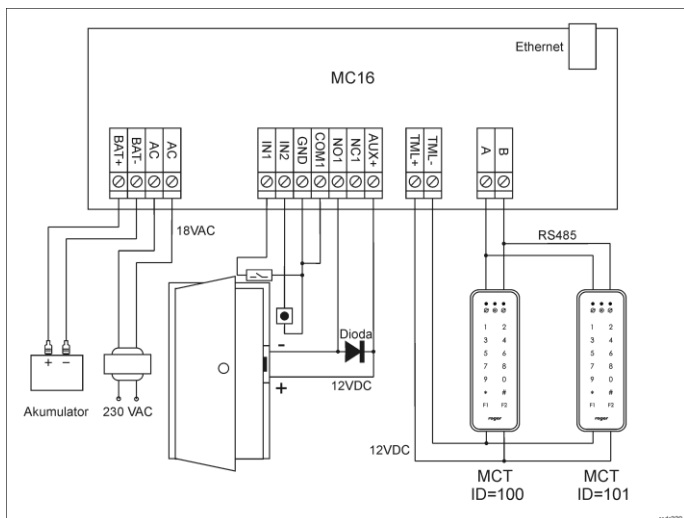 Ethernet
MC16
BAT+
BAT-
AC
AC
IN1
IN2
GND
COM1
NO1
NC1
AUX+
TML+
TML-
A
B
18VAC
RS485
Dioda
-
+
12VDC
+ -
Akumulator
230 VAC
1 2
3 4
5 6
7 8
9 0
* #
F1 F2
roger
1 2
3 4
5 6
7 8
9 0
* #
F1 F2
roger
12VDC
MCT
ID=100
MCT
ID=101